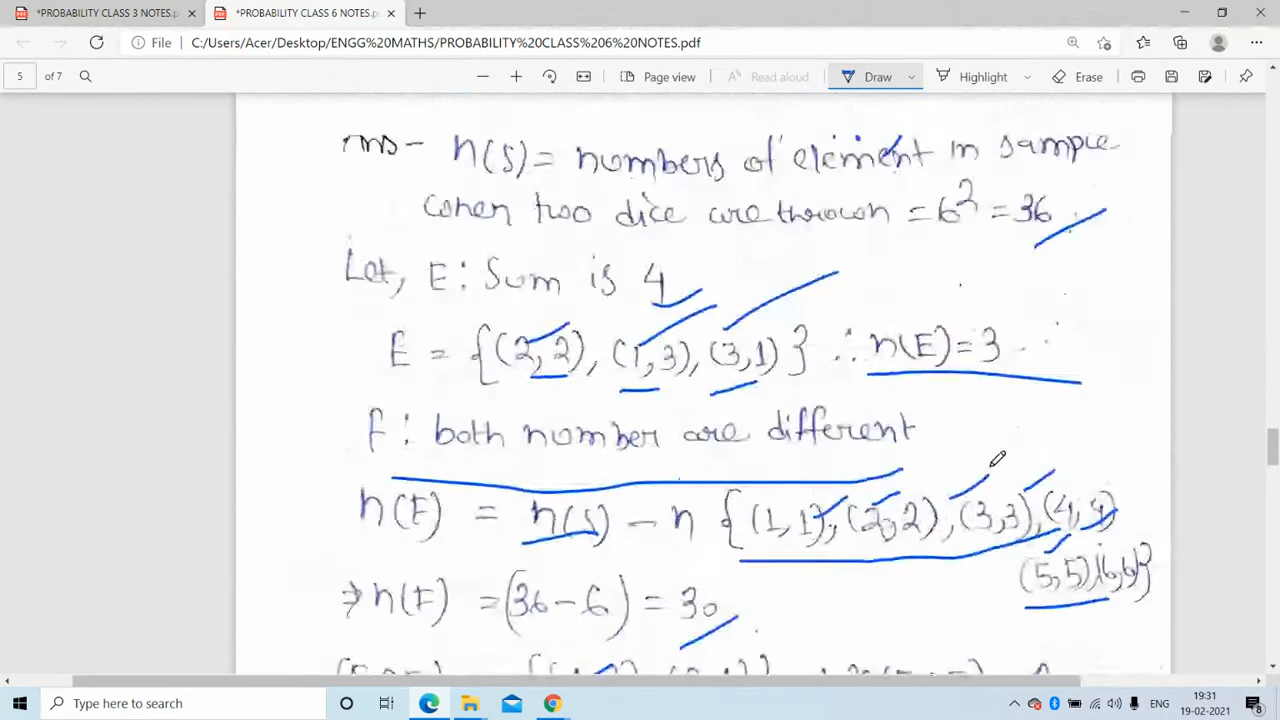 *PROBABILITY CLASS 3 NOTES.p
*PROBABILITY CLASS 6 NOTES.p
File C:/Users/Acer/Desktop/ENGG%20MATHS/PROBABILITY%20CLASS%206%20NOTES.pdf
5 of 7 Page view Read aloud Draw Highlight Erase
Ans - n(S) = numbers of element in sample
when two dice are thrown = 6² = 36
Let, E: Sum is 4
E = {(2,2), (1,3), (3,1)} ∴ n(E) = 3
F: both number are different
n(F) = n(S) - n {(1,1), (2,2), (3,3), (4,4)
(5,5), (6,6)}
⇒ n(F) = (36-6) = 30
Type here to search
ENG 19:31
19-02-2021
8